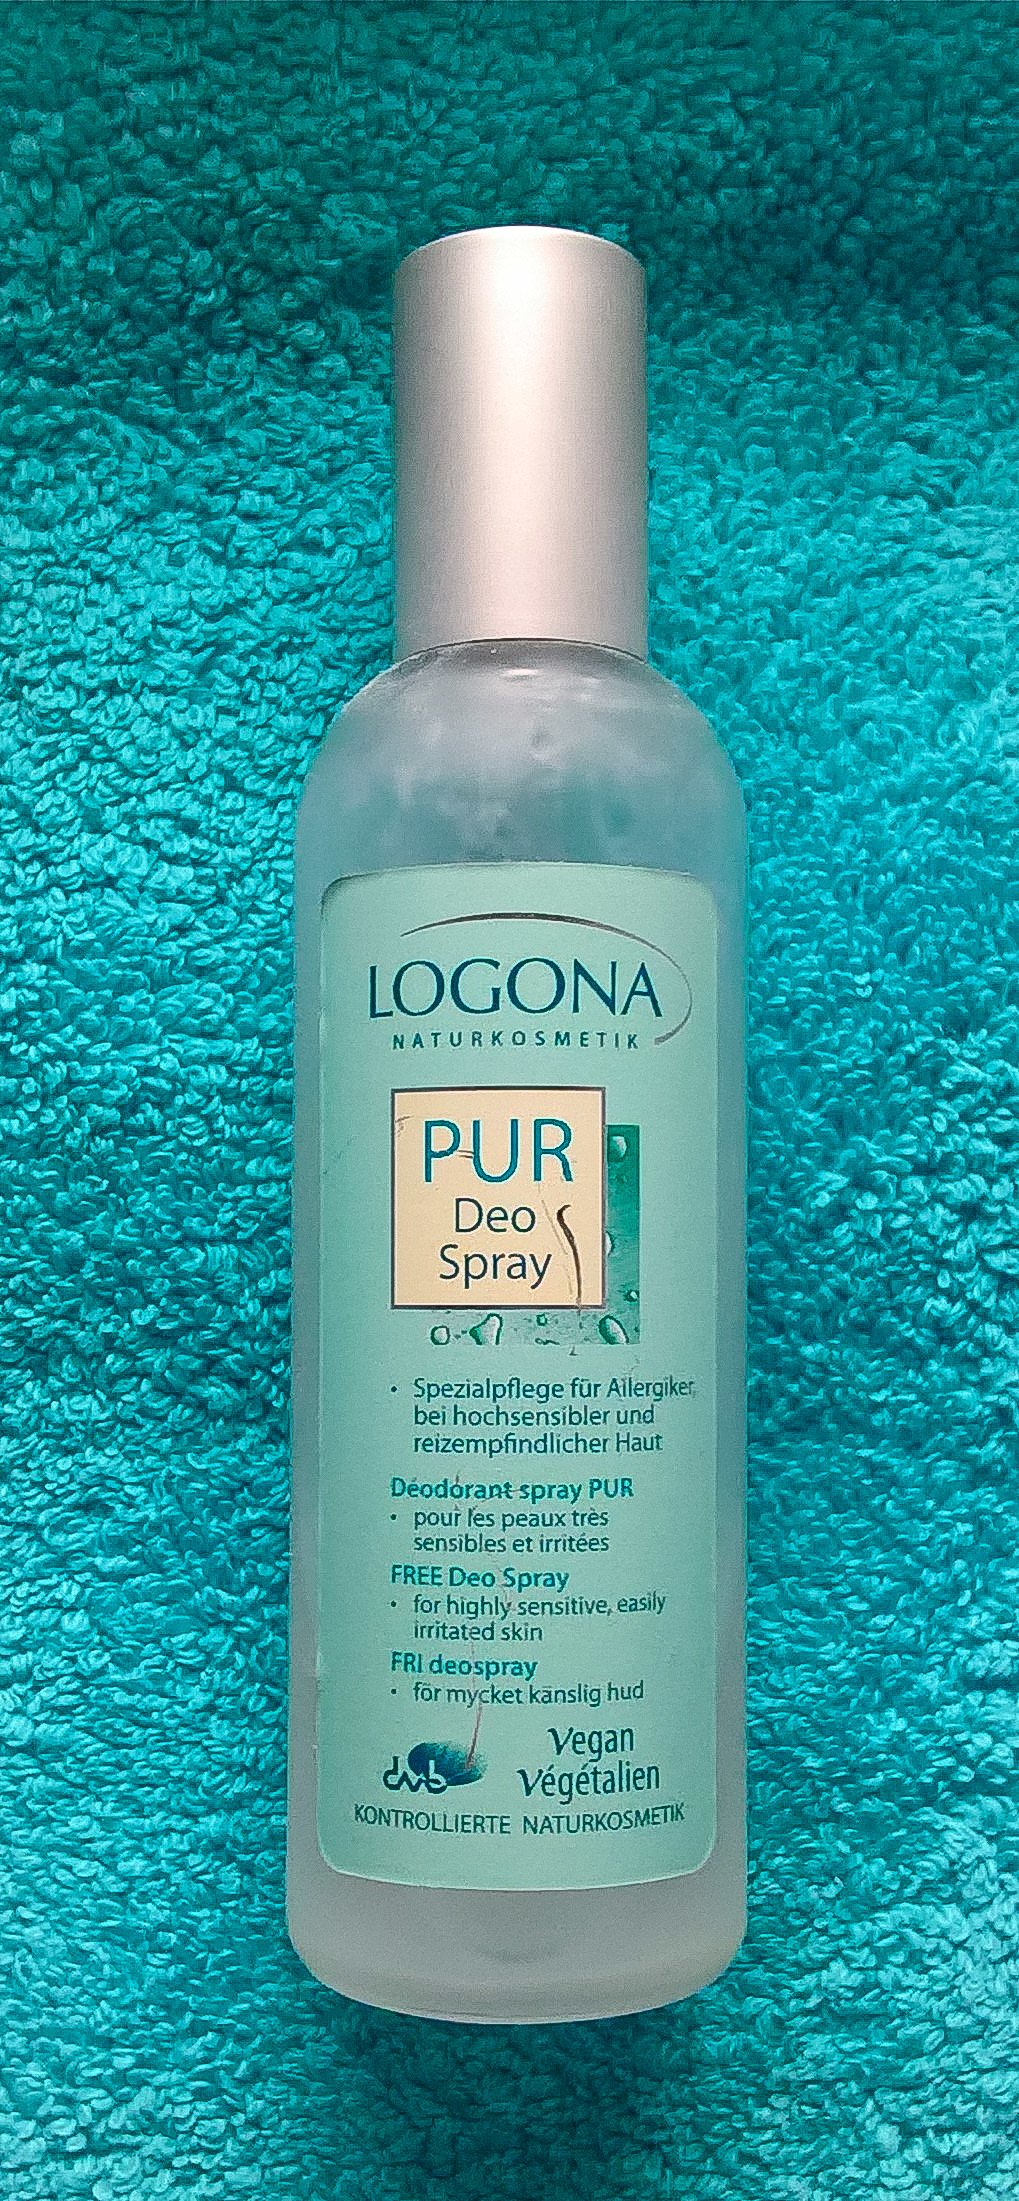 LOGONA
NATURKOSMETIK
PUR
Deo
Spray
• Spezialpflege für Allergiker,
bei hochsensibler und
reizempfindlicher Haut
Déodorant spray PUR
• pour les peaux très
sensibles et irritées
FREE Deo Spray
• for highly sensitive, easily
irritated skin
FRI deospray
• för mycket känslig hud
dvb
Vegan
Végétalien
KONTROLLIERTE NATURKOSMETIK